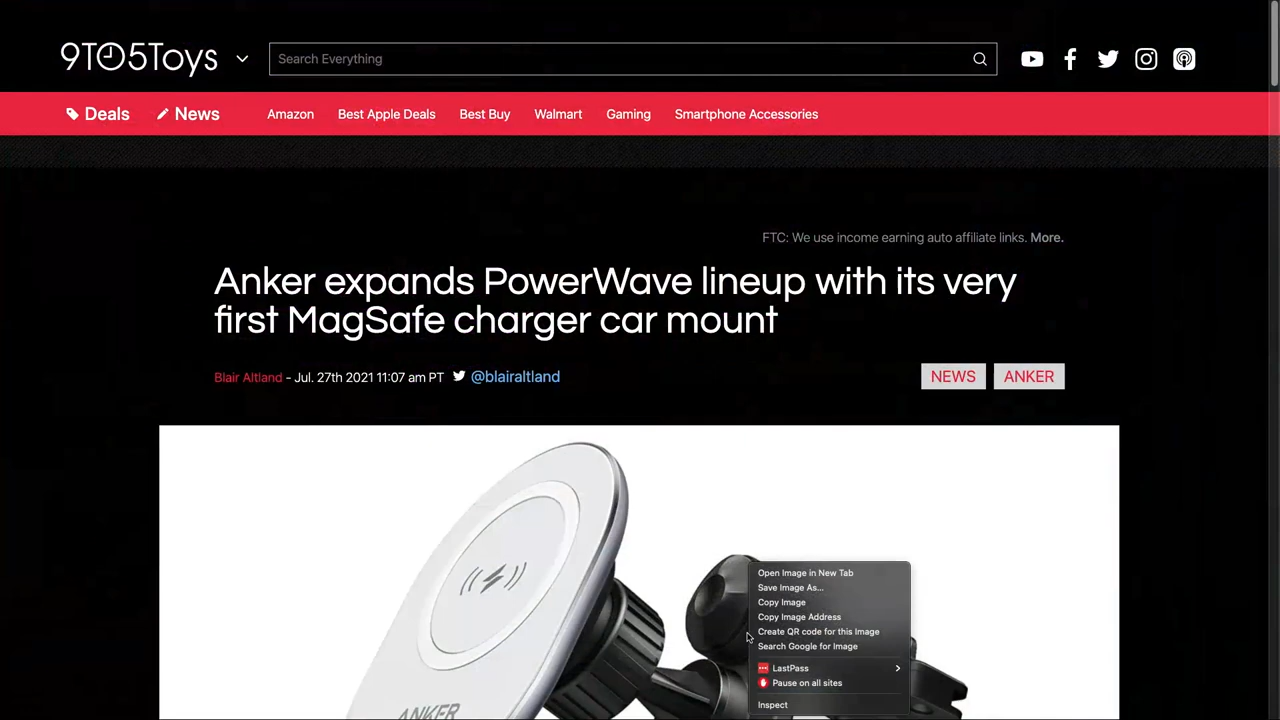 9TO5Toys
Search Everything
Deals News Amazon Best Apple Deals Best Buy Walmart Gaming Smartphone Accessories
FTC: We use income earning auto affiliate links. More.
Anker expands PowerWave lineup with its very
first MagSafe charger car mount
Blair Altland - Jul. 27th 2021 11:07 am PT @blairaltland NEWS ANKER
Open Image in New Tab
Save Image As...
Copy Image
Copy Image Address
Create QR code for this Image
Search Google for Image
LastPass
Pause on all sites
Inspect
ANKER